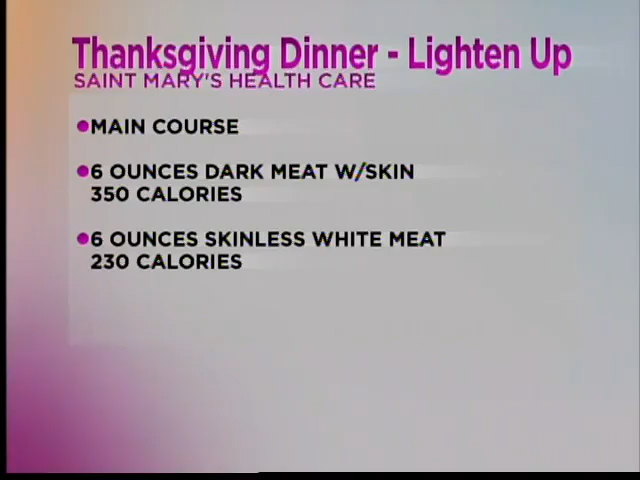 Thanksgiving Dinner - Lighten Up
SAINT MARY'S HEALTH CARE
•MAIN COURSE
•6 OUNCES DARK MEAT W/SKIN
350 CALORIES
•6 OUNCES SKINLESS WHITE MEAT
230 CALORIES